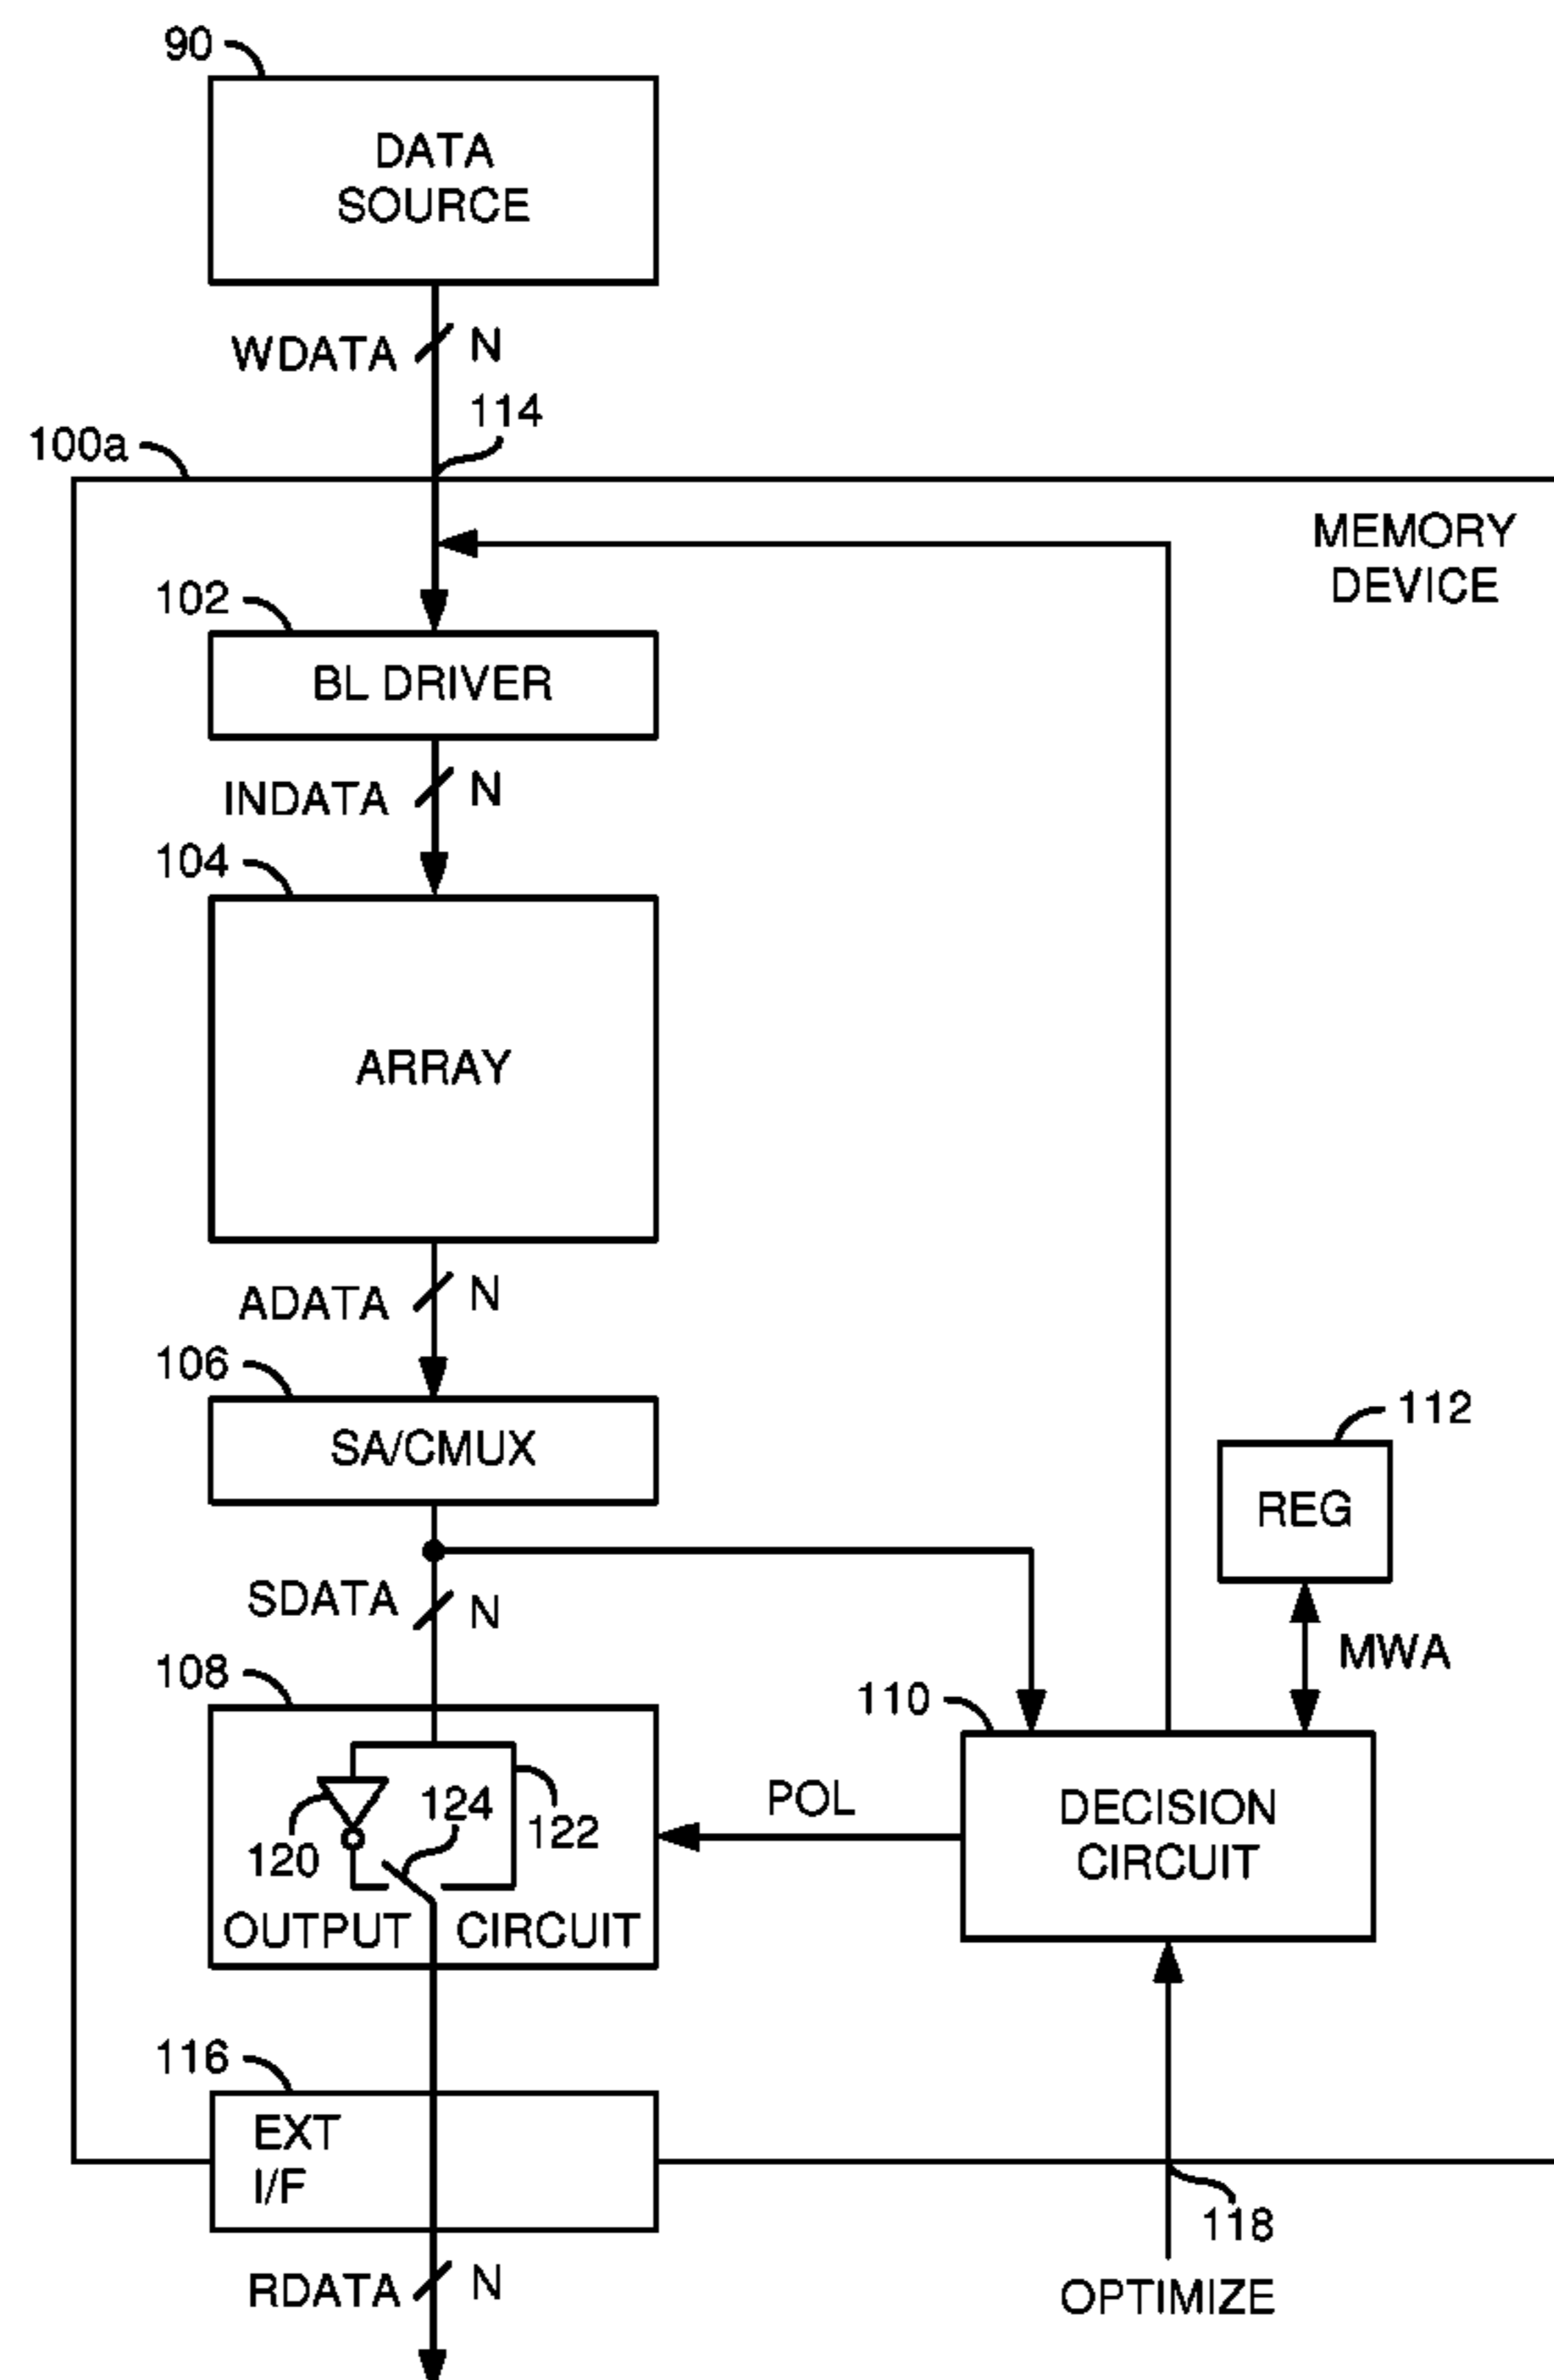 90
DATA
SOURCE
WDATA N
114
100a
MEMORY
DEVICE
102
BL DRIVER
INDATA N
104
ARRAY
ADATA N
106
SA/CMUX
112
REG
SDATA N
MWA
108
110
POL
DECISION
CIRCUIT
124
120
122
OUTPUT CIRCUIT
116
EXT
I/F
118
RDATA N
OPTIMIZE